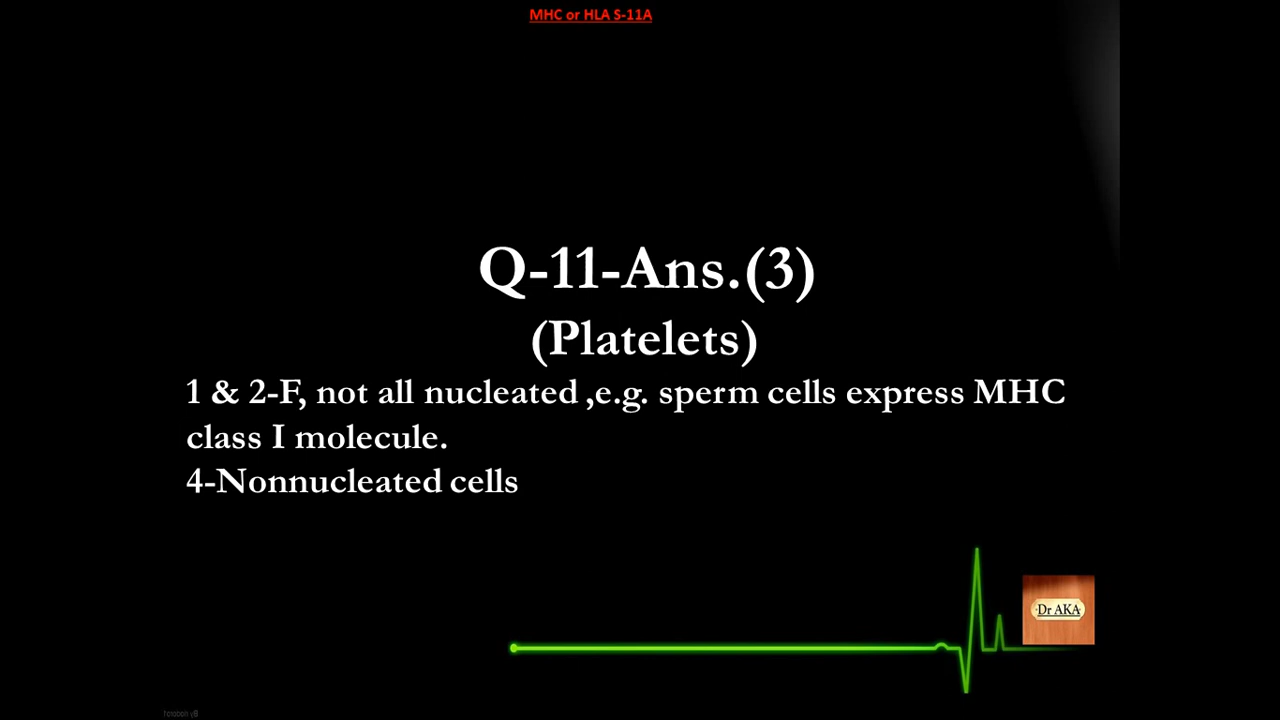 MHC or HLA S-11A
Q-11-Ans.(3)
(Platelets)
1 & 2-F, not all nucleated ,e.g. sperm cells express MHC
class I molecule.
4-Nonnucleated cells
Dr AKA